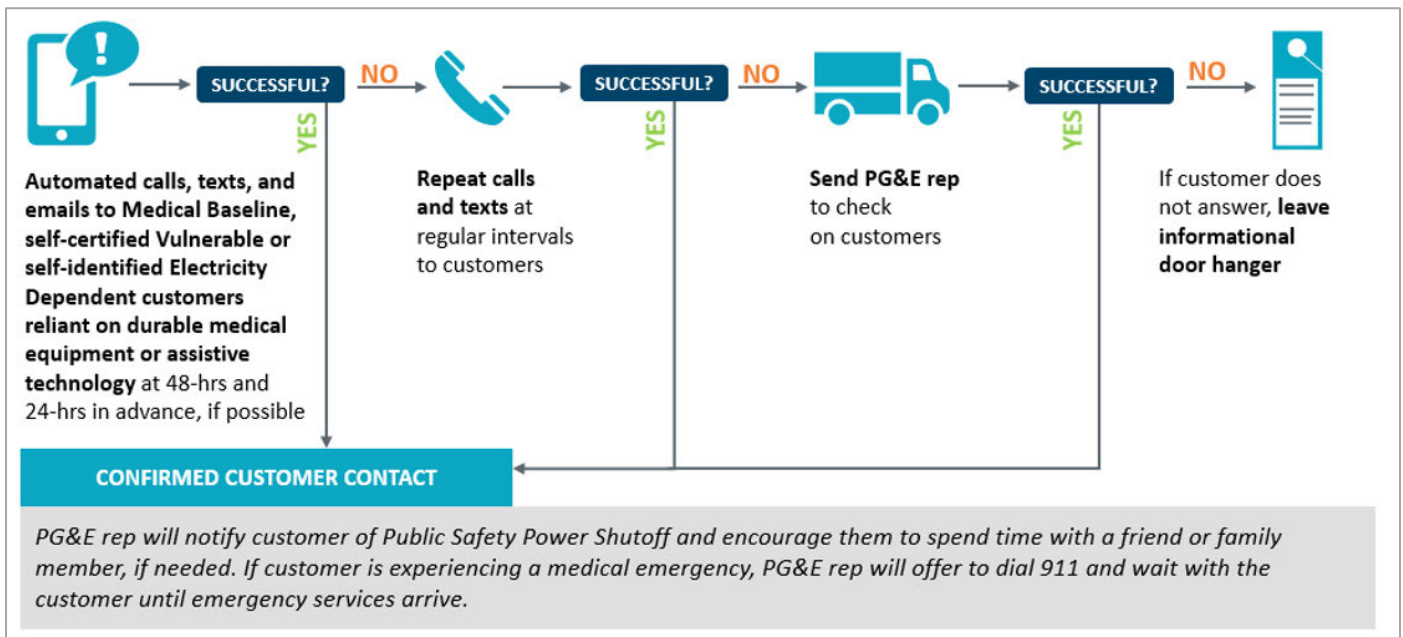 !
SUCCESSFUL?
NO
YES
SUCCESSFUL?
NO
YES
SUCCESSFUL?
NO
YES
Automated calls, texts, and
emails to Medical Baseline,
self-certified Vulnerable or
self-identified Electricity
Dependent customers
reliant on durable medical
equipment or assistive
technology at 48-hrs and
24-hrs in advance, if possible
Repeat calls
and texts at
regular intervals
to customers
Send PG&E rep
to check
on customers
If customer does
not answer, leave
informational
door hanger
CONFIRMED CUSTOMER CONTACT
PG&E rep will notify customer of Public Safety Power Shutoff and encourage them to spend time with a friend or family
member, if needed. If customer is experiencing a medical emergency, PG&E rep will offer to dial 911 and wait with the
customer until emergency services arrive.